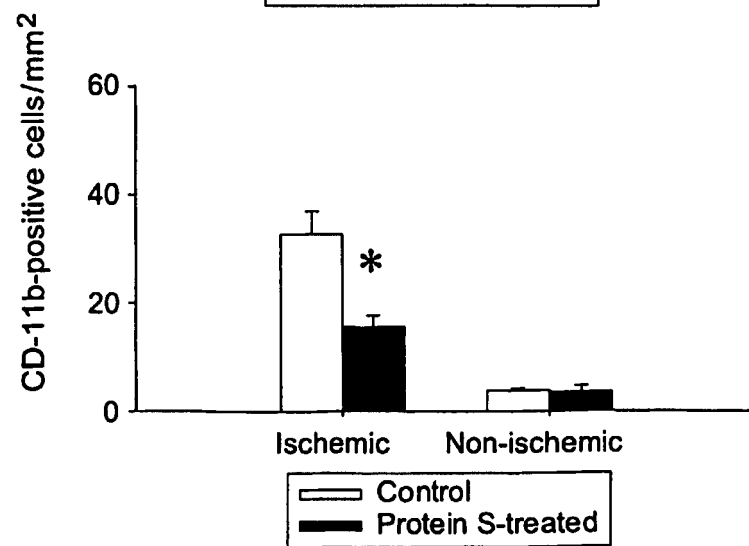 CD-11b-positive cells/mm²
60
40
20
0
*
Ischemic Non-ischemic
Control
Protein S-treated